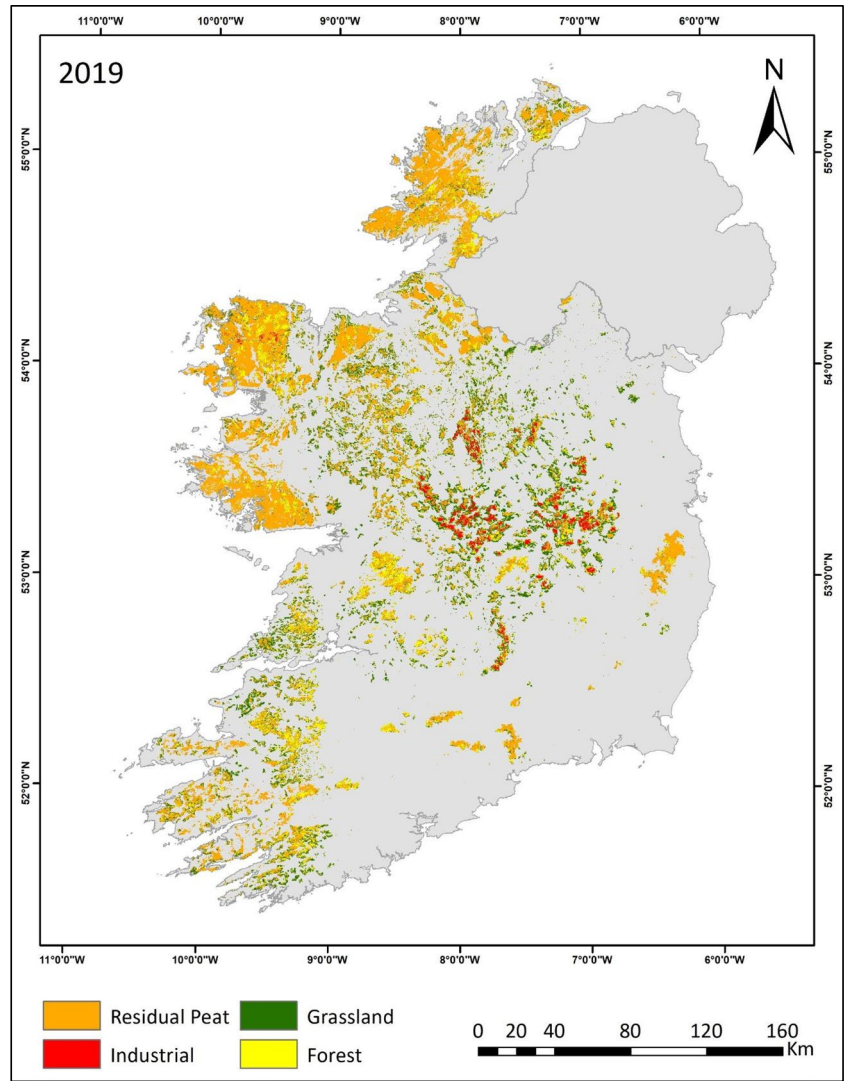 11°0'0"W 10°0'0"W 9°0'0"W 8°0'0"W 7°0'0"W 6°0'0"W
2019
N
55°0'0"N 55°0'0"N
54°0'0"N 54°0'0"N
53°0'0"N 53°0'0"N
52°0'0"N 52°0'0"N
11°0'0"W 10°0'0"W 9°0'0"W 8°0'0"W 7°0'0"W 6°0'0"W
Residual Peat Grassland
Industrial Forest
0 20 40 80 120 160
Km